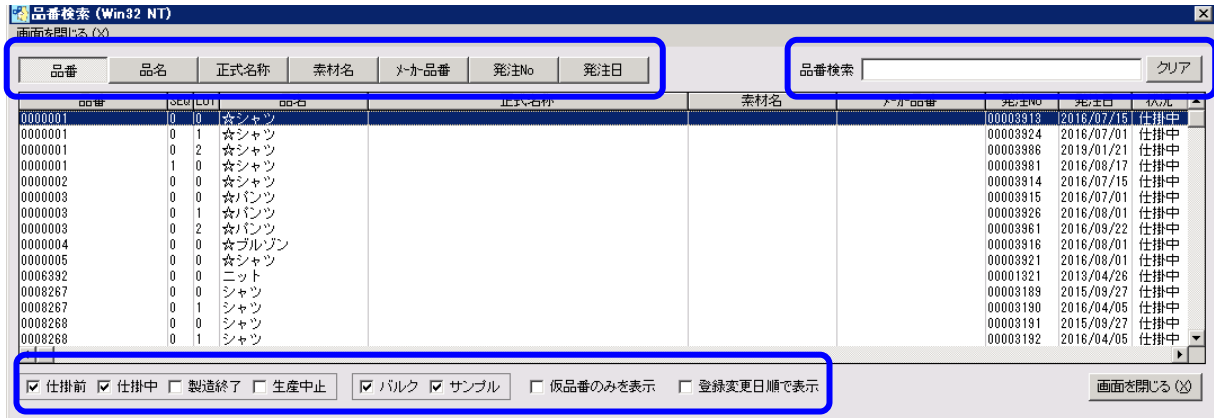 品番検索 (Win32 NT)
画面を閉じる (X)
品番 品名 正式名称 素材名 メーカー品番 発注No 発注日 品番検索 クリア
品番 SEQ LOT 品名 正式名称 素材名 メーカー品番 発注No 発注日 状況
0000001 0 0 ☆シャツ 00003913 2016/07/15 仕掛中
0000001 0 1 ☆シャツ 00003924 2016/07/01 仕掛中
0000001 0 2 ☆シャツ 00003986 2019/01/21 仕掛中
0000001 1 0 ☆シャツ 00003981 2016/08/17 仕掛中
0000002 0 0 ☆シャツ 00003914 2016/07/15 仕掛中
0000003 0 0 ☆パンツ 00003915 2016/07/01 仕掛中
0000003 0 1 ☆パンツ 00003926 2016/08/01 仕掛中
0000003 0 2 ☆パンツ 00003961 2016/09/22 仕掛中
0000004 0 0 ☆ブルゾン 00003916 2016/08/01 仕掛中
0000005 0 0 ☆シャツ 00003921 2016/08/01 仕掛中
0006392 0 0 ニット 00001321 2013/04/26 仕掛中
0008267 0 0 シャツ 00003189 2015/09/27 仕掛中
0008267 0 1 シャツ 00003190 2016/04/05 仕掛中
0008268 0 0 シャツ 00003191 2015/09/27 仕掛中
0008268 0 1 シャツ 00003192 2016/04/05 仕掛中
仕掛前 仕掛中 製造終了 生産中止 バルク サンプル 仮品番のみを表示 登録変更日順で表示 画面を閉じる (X)